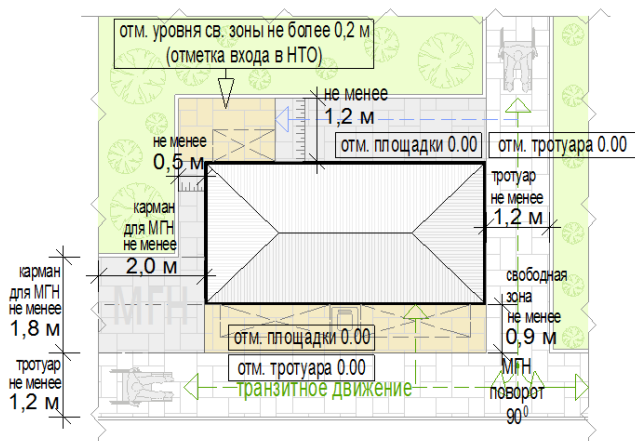 отм. уровня св. зоны не более 0,2 м
(отметка входа в НТО)
не менее
1,2 м
отм. площадки 0.00
отм. тротуара 0.00
не менее
0,5 м
тротуар
не менее
1,2 м
карман
для МГН
не менее
2,0 м
карман
для МГН
не менее
1,8 м
МГН
свободная
зона
не менее
0,9 м
отм. площадки 0.00
отм. тротуара 0.00
транзитное движение
тротуар
не менее
1,2 м
МГН
поворот
90⁰